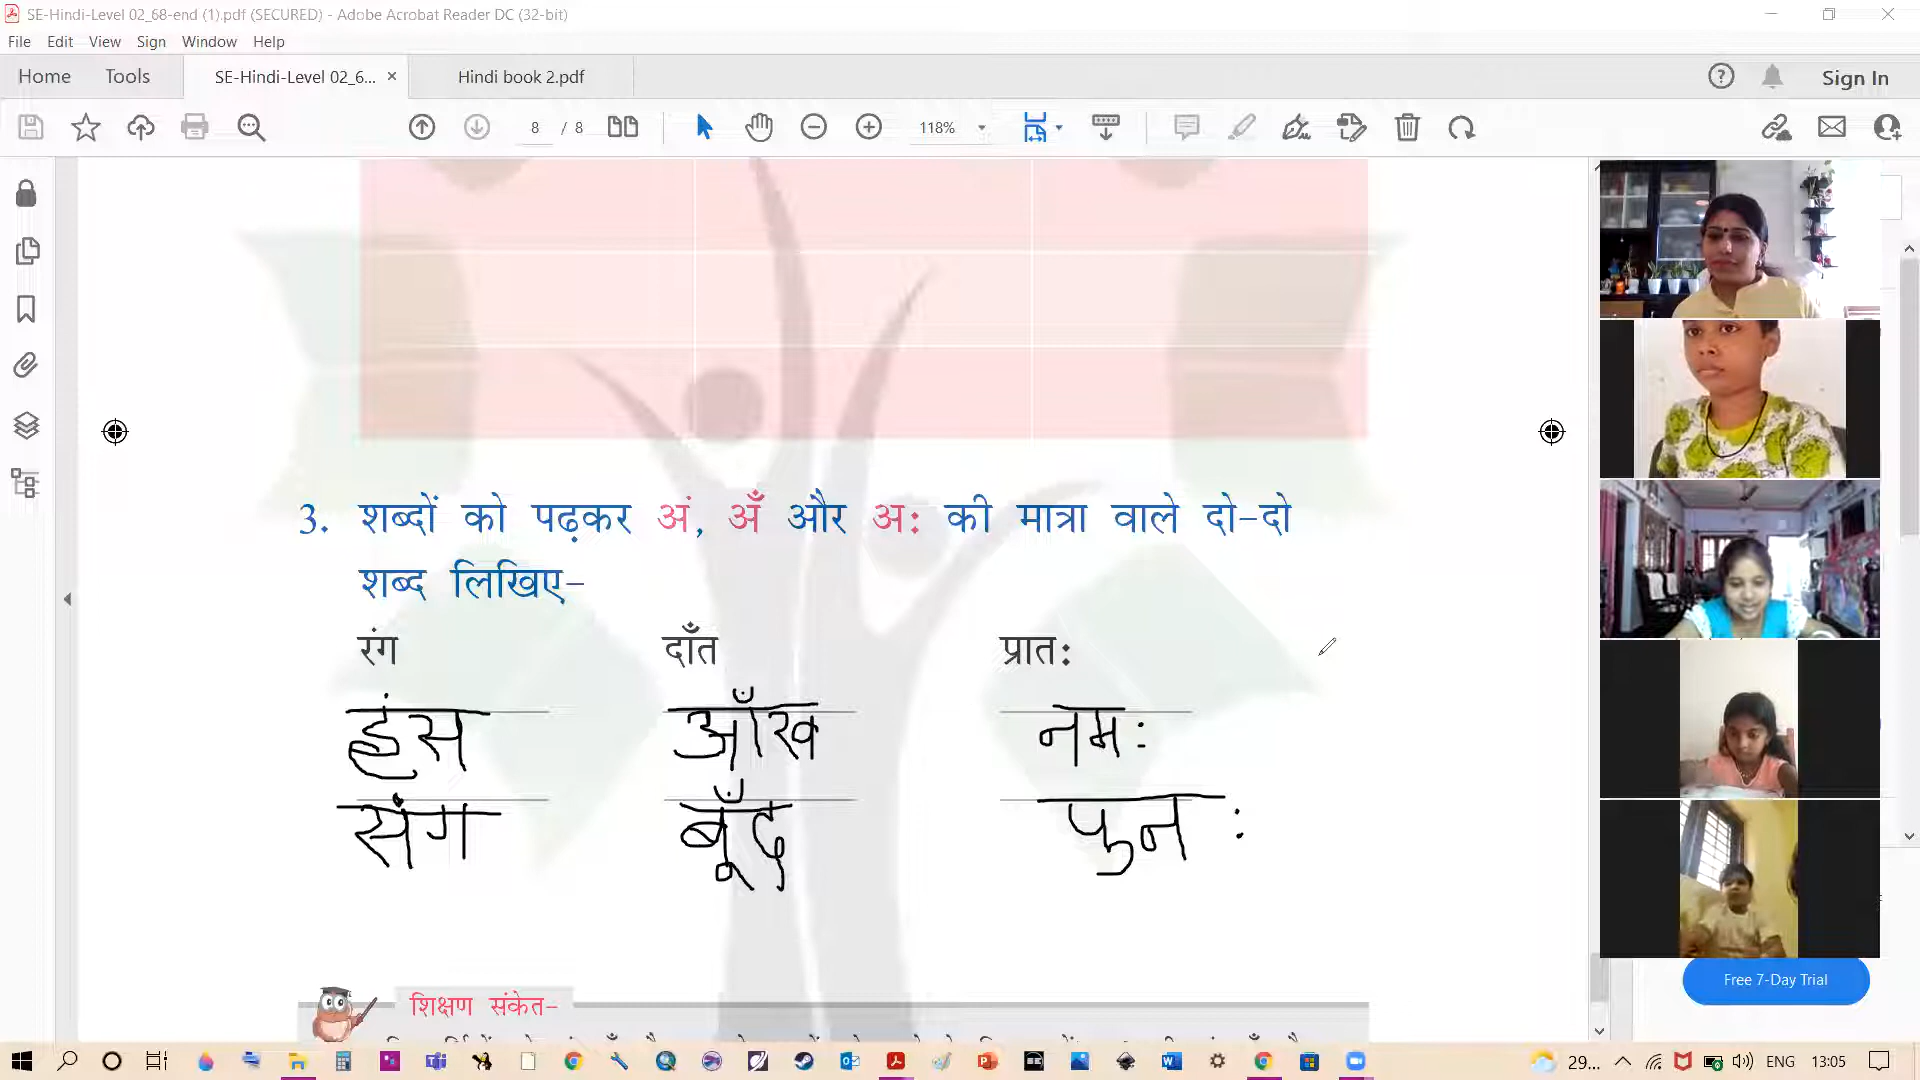 SE-Hindi-Level 02_68-end (1).pdf (SECURED) - Adobe Acrobat Reader DC (32-bit)
File Edit View Sign Window Help
Home Tools SE-Hindi-Level 02_6... × Hindi book 2.pdf Sign In
8 / 8 118%
3. शब्दों को पढ़कर अं, अँ और अः की मात्रा वाले दो-दो
शब्द लिखिए-
रंग दाँत प्रातः
हंस आँख नमः
संग बूँद पुनः
शिक्षण संकेत-
Free 7-Day Trial
29... ENG 13:05